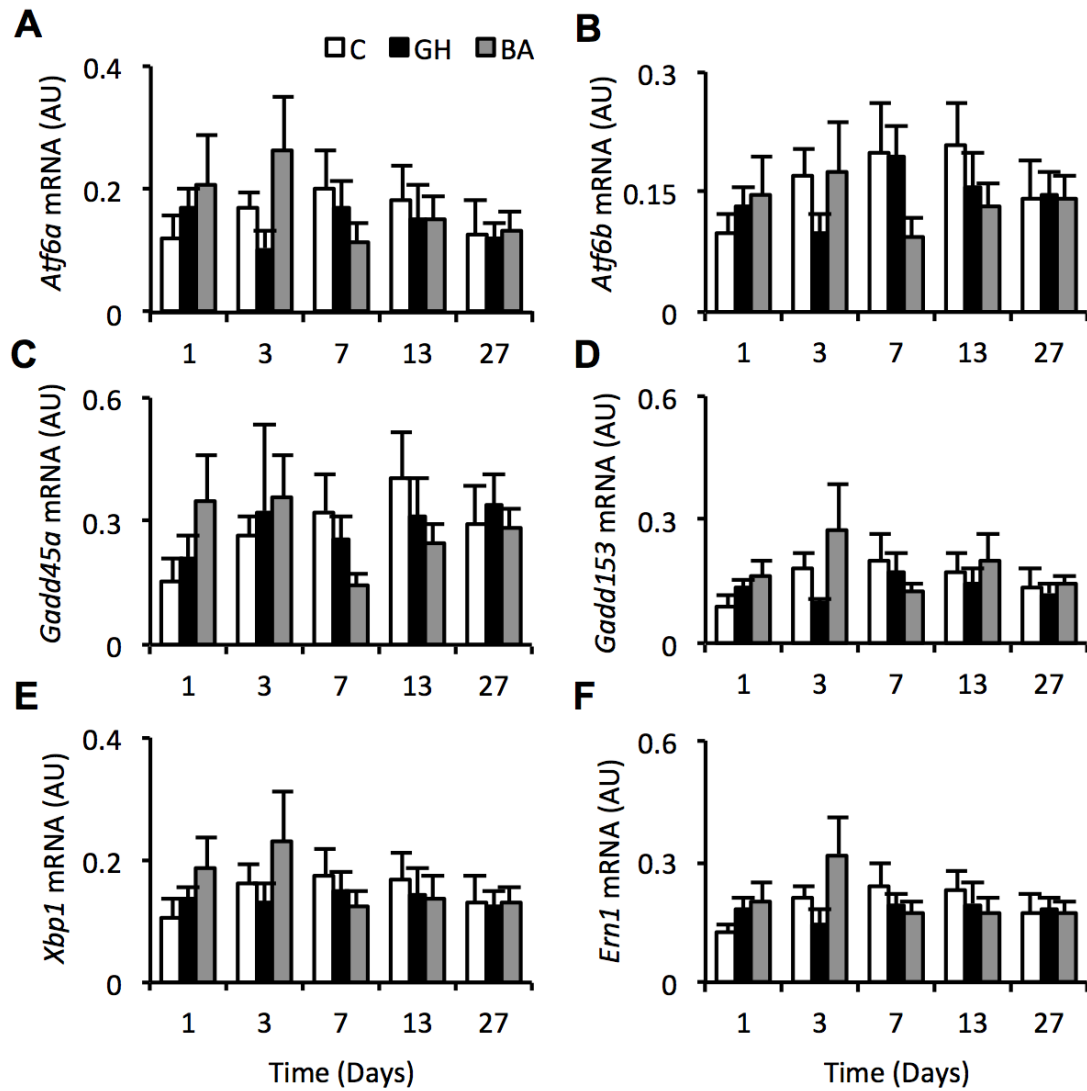 A
C GH BA
0.4
0.2
0
Atf6a mRNA (AU)
1 3 7 13 27
B
0.3
0.15
0
Atf6b mRNA (AU)
1 3 7 13 27
C
0.6
0.3
0
Gadd45a mRNA (AU)
1 3 7 13 27
D
0.6
0.3
0
Gadd153 mRNA (AU)
1 3 7 13 27
E
0.4
0.2
0
Xbp1 mRNA (AU)
1 3 7 13 27
Time (Days)
F
0.6
0.3
0
Ern1 mRNA (AU)
1 3 7 13 27
Time (Days)